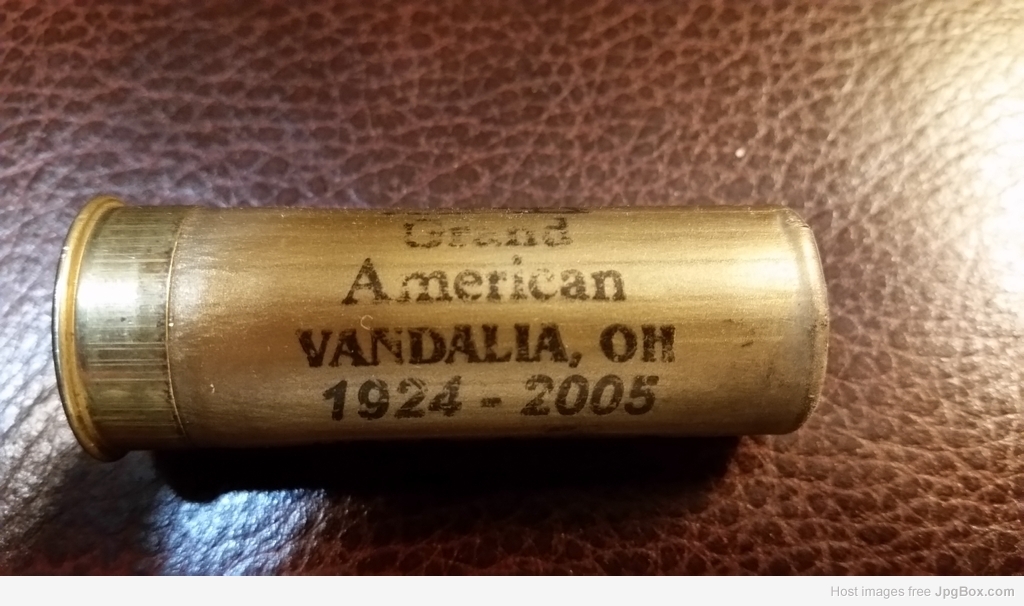 Grand
American
VANDALIA, OH
1924 - 2005
Host images free JpgBox.com